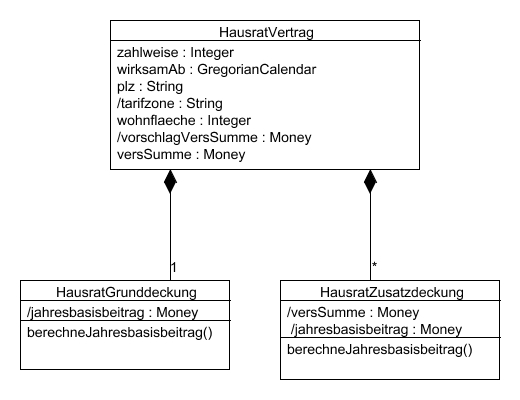 HausratVertrag
zahlweise : Integer
wirksamAb : GregorianCalendar
plz : String
/tarifzone : String
wohnflaeche : Integer
/vorschlagVersSumme : Money
versSumme : Money
1
*
HausratGrunddeckung
/jahresbasisbeitrag : Money
berechneJahresbasisbeitrag()
HausratZusatzdeckung
/versSumme : Money
/jahresbasisbeitrag : Money
berechneJahresbasisbeitrag()